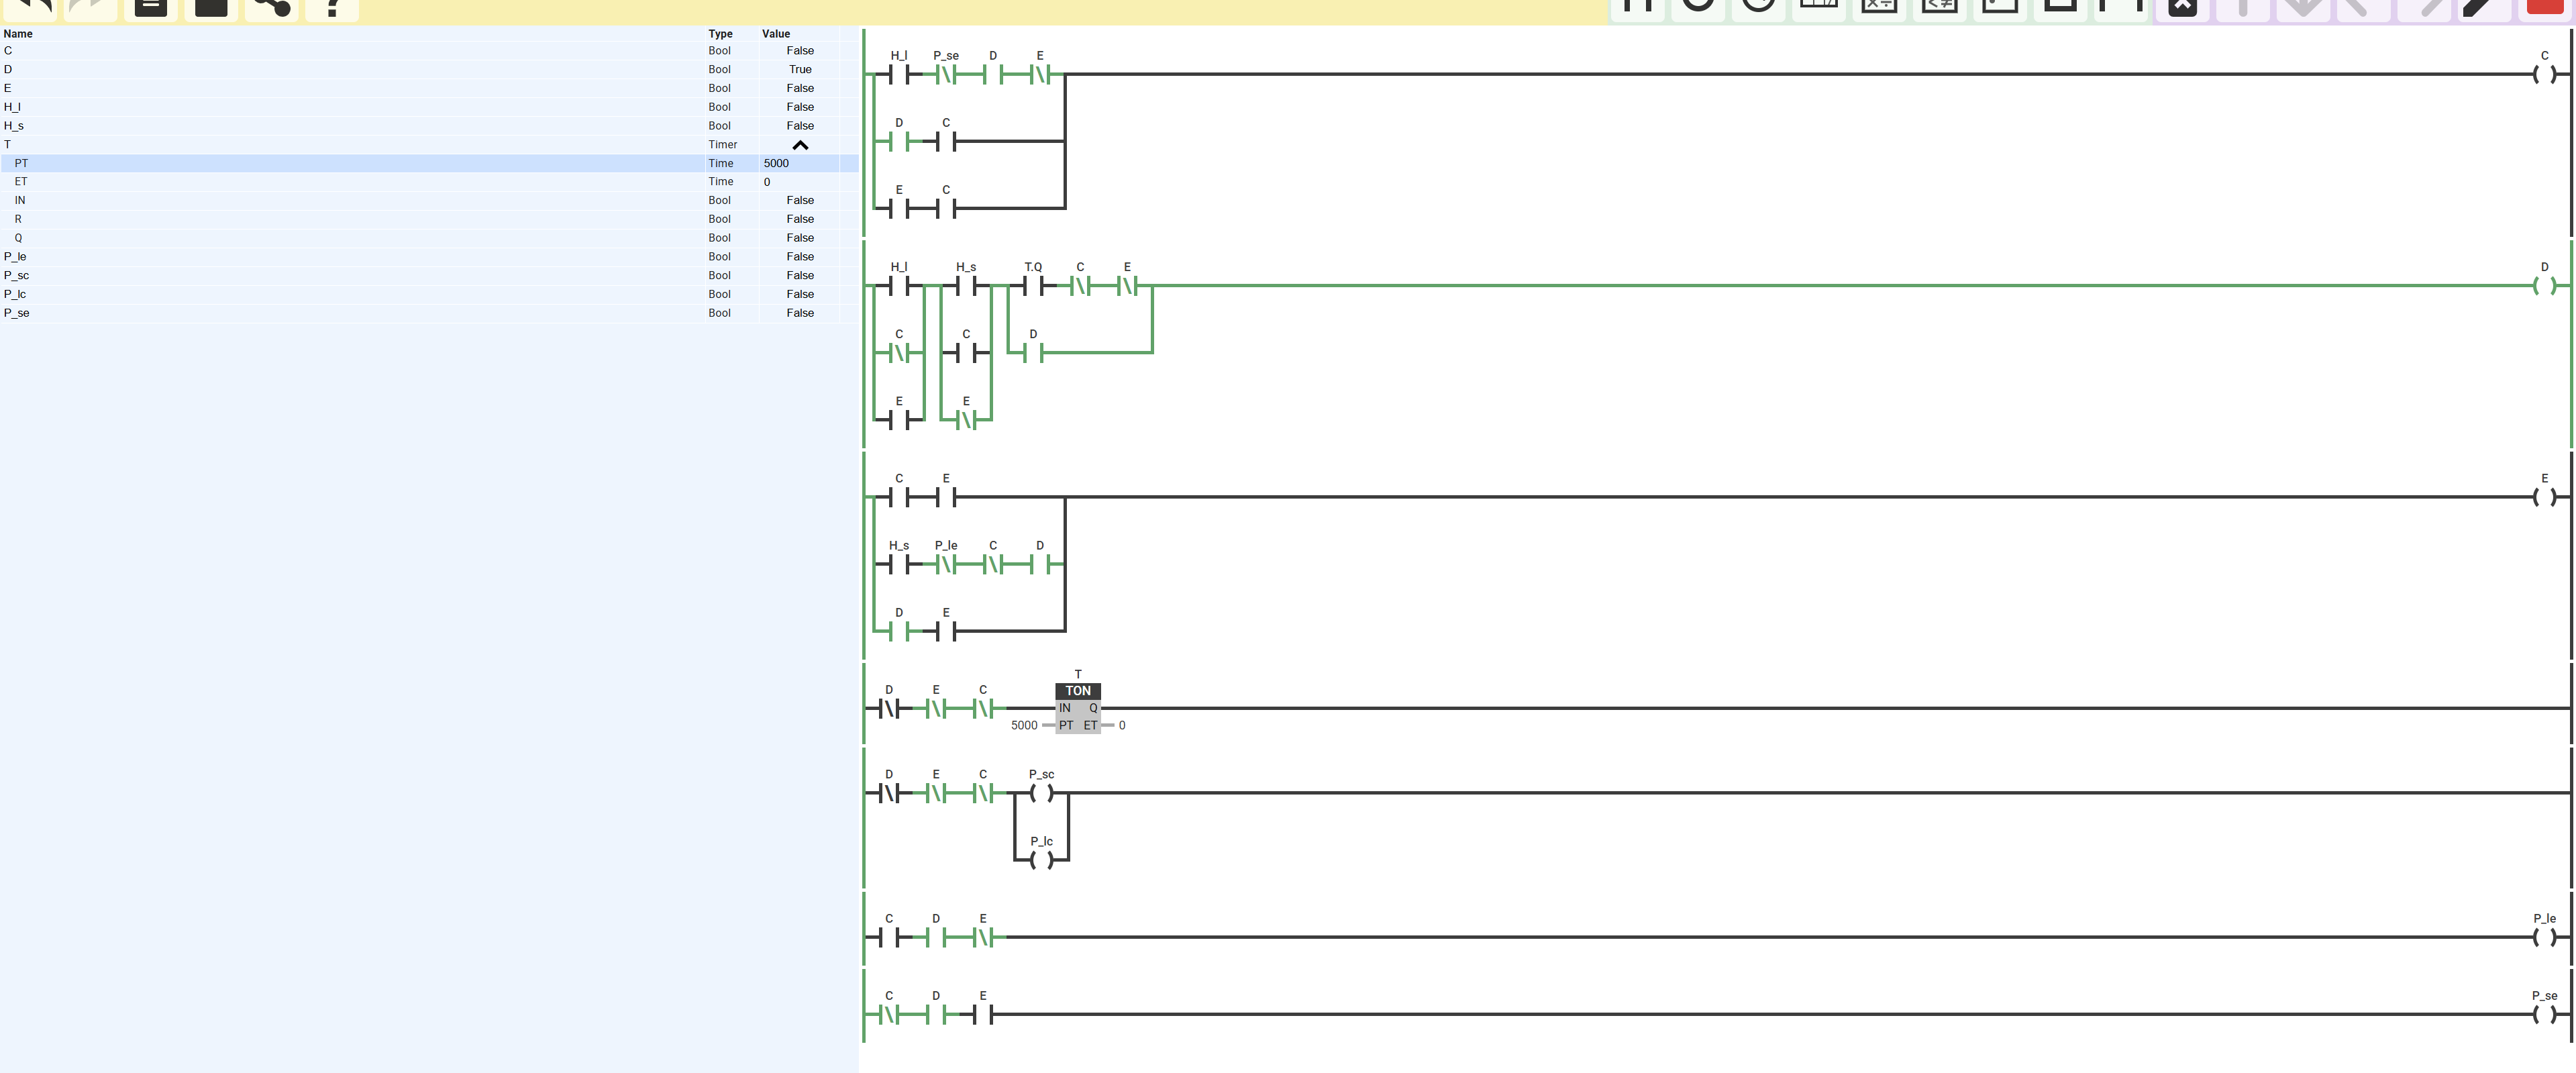 Name Type Value
C Bool False
D Bool True
E Bool False
H_l Bool False
H_s Bool False
T Timer
PT Time 5000
ET Time 0
IN Bool False
R Bool False
Q Bool False
P_le Bool False
P_sc Bool False
P_lc Bool False
P_se Bool False
H_l P_se D E C
D C
E C
H_l H_s T.Q C E D
C C D
E E
C E E
H_s P_le C D
D E
T
D E C TON
IN Q
5000 PT ET 0
D E C P_sc
P_lc
C D E P_le
C D E P_se